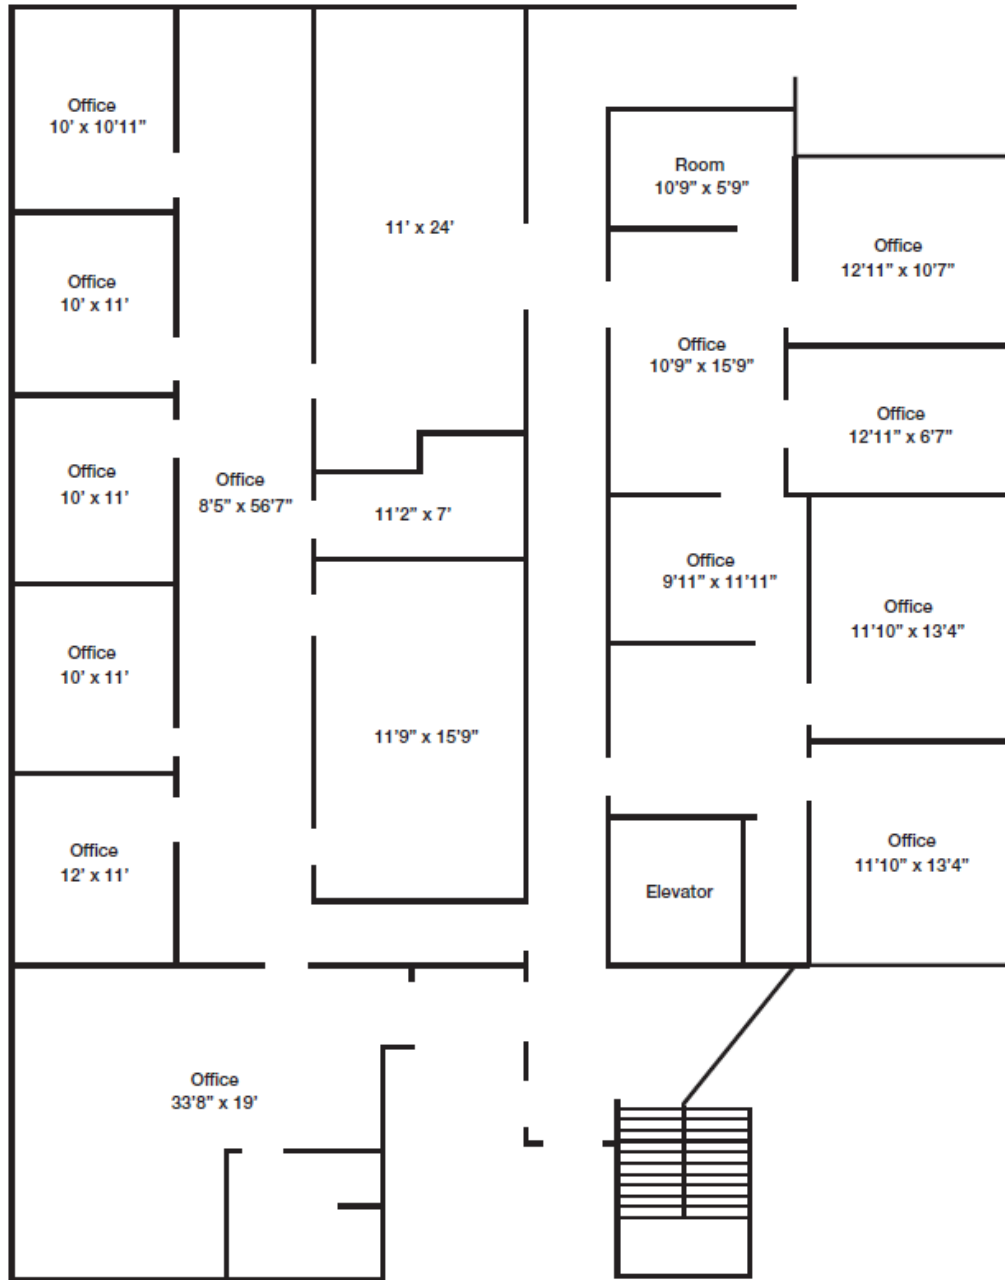 Office
10’ x 10’11”
Room
10’9” x 5’9”
11’ x 24’
Office
12’11” x 10’7”
Office
10’ x 11’
Office
10’9” x 15’9”
Office
12’11” x 6’7”
Office
10’ x 11’
Office
8’5” x 56’7”
11’2” x 7’
Office
9’11” x 11’11”
Office
11’10” x 13’4”
Office
10’ x 11’
11’9” x 15’9”
Office
12’ x 11’
Office
11’10” x 13’4”
Elevator
Office
33’8” x 19’